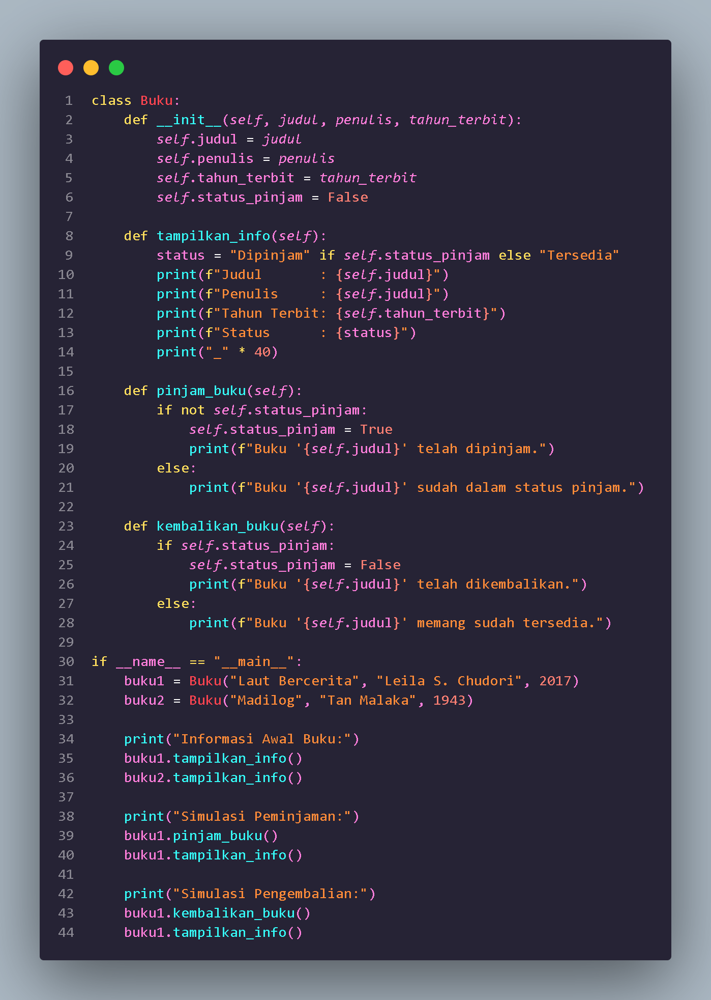 1 class Buku:
2     def __init__(self, judul, penulis, tahun_terbit):
3         self.judul = judul
4         self.penulis = penulis
5         self.tahun_terbit = tahun_terbit
6         self.status_pinjam = False
7
8     def tampilkan_info(self):
9         status = "Dipinjam" if self.status_pinjam else "Tersedia"
10         print(f"Judul       : {self.judul}")
11         print(f"Penulis     : {self.judul}")
12         print(f"Tahun Terbit: {self.tahun_terbit}")
13         print(f"Status      : {status}")
14         print("_" * 40)
15
16     def pinjam_buku(self):
17         if not self.status_pinjam:
18             self.status_pinjam = True
19             print(f"Buku '{self.judul}' telah dipinjam.")
20         else:
21             print(f"Buku '{self.judul}' sudah dalam status pinjam.")
22
23     def kembalikan_buku(self):
24         if self.status_pinjam:
25             self.status_pinjam = False
26             print(f"Buku '{self.judul}' telah dikembalikan.")
27         else:
28             print(f"Buku '{self.judul}' memang sudah tersedia.")
29
30 if __name__ == "__main__":
31     buku1 = Buku("Laut Bercerita", "Leila S. Chudori", 2017)
32     buku2 = Buku("Madilog", "Tan Malaka", 1943)
33
34     print("Informasi Awal Buku:")
35     buku1.tampilkan_info()
36     buku2.tampilkan_info()
37
38     print("Simulasi Peminjaman:")
39     buku1.pinjam_buku()
40     buku1.tampilkan_info()
41
42     print("Simulasi Pengembalian:")
43     buku1.kembalikan_buku()
44     buku1.tampilkan_info()